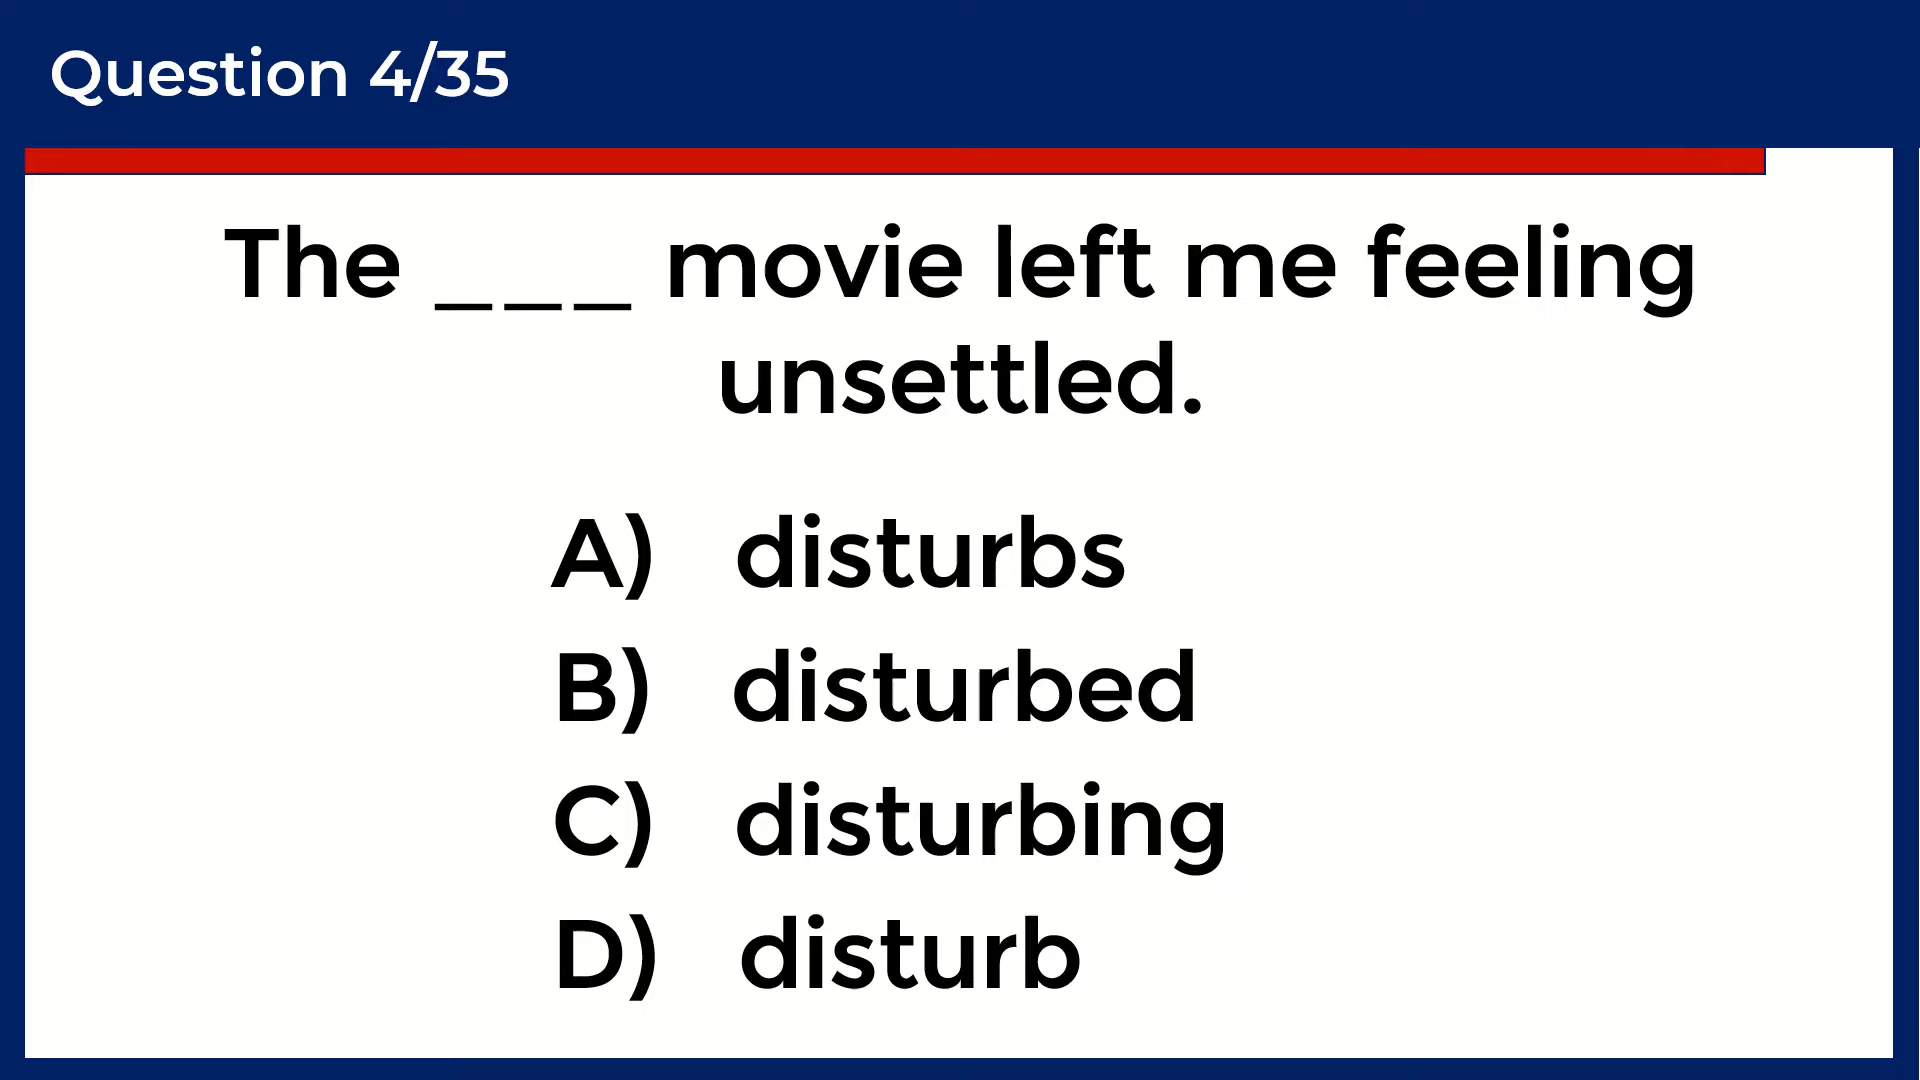 Question 4/35
The ___ movie left me feeling
unsettled.
A) disturbs
B) disturbed
C) disturbing
D) disturb